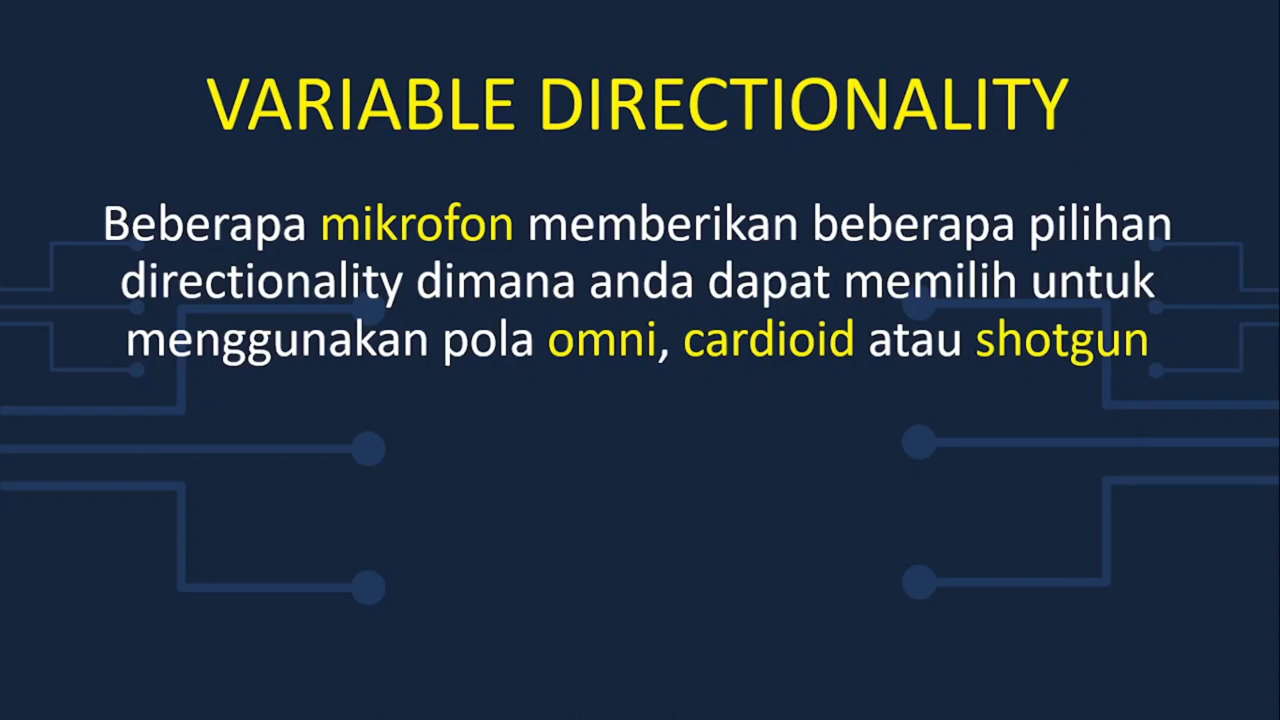 VARIABLE DIRECTIONALITY
Beberapa mikrofon memberikan beberapa pilihan
directionality dimana anda dapat memilih untuk
menggunakan pola omni, cardioid atau shotgun